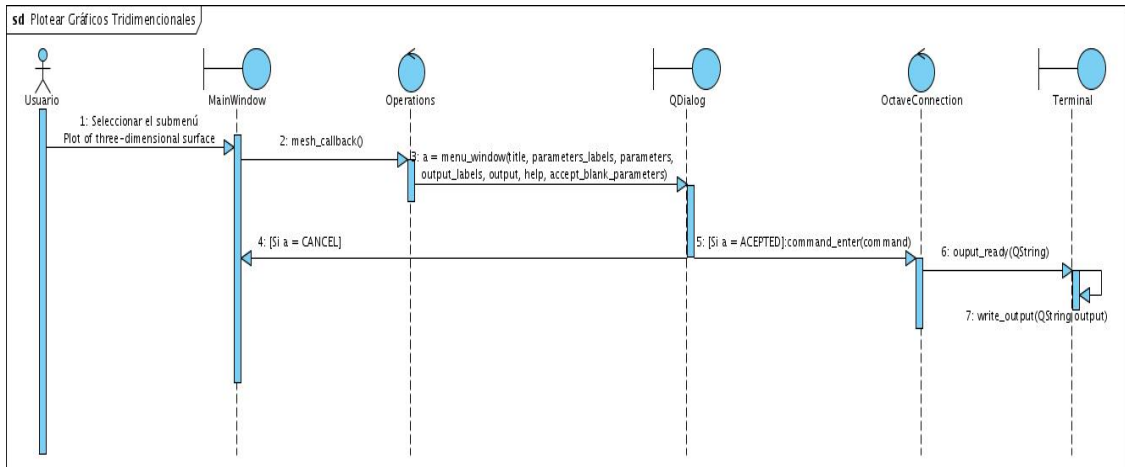 sd Plotear Gráficos Tridimencionales
Usuario
MainWindow
Operations
QDialog
OctaveConnection
Terminal
1: Seleccionar el submenú
Plot of three-dimensional surface
2: mesh_callback()
3: a = menu_window(title, parameters_labels, parameters,
output_labels, output, help, accept_blank_parameters)
4: [Si a = CANCEL]
5: [Si a = ACEPTED]:command_enter(command)
6: ouput_ready(QString)
7: write_output(QString output)